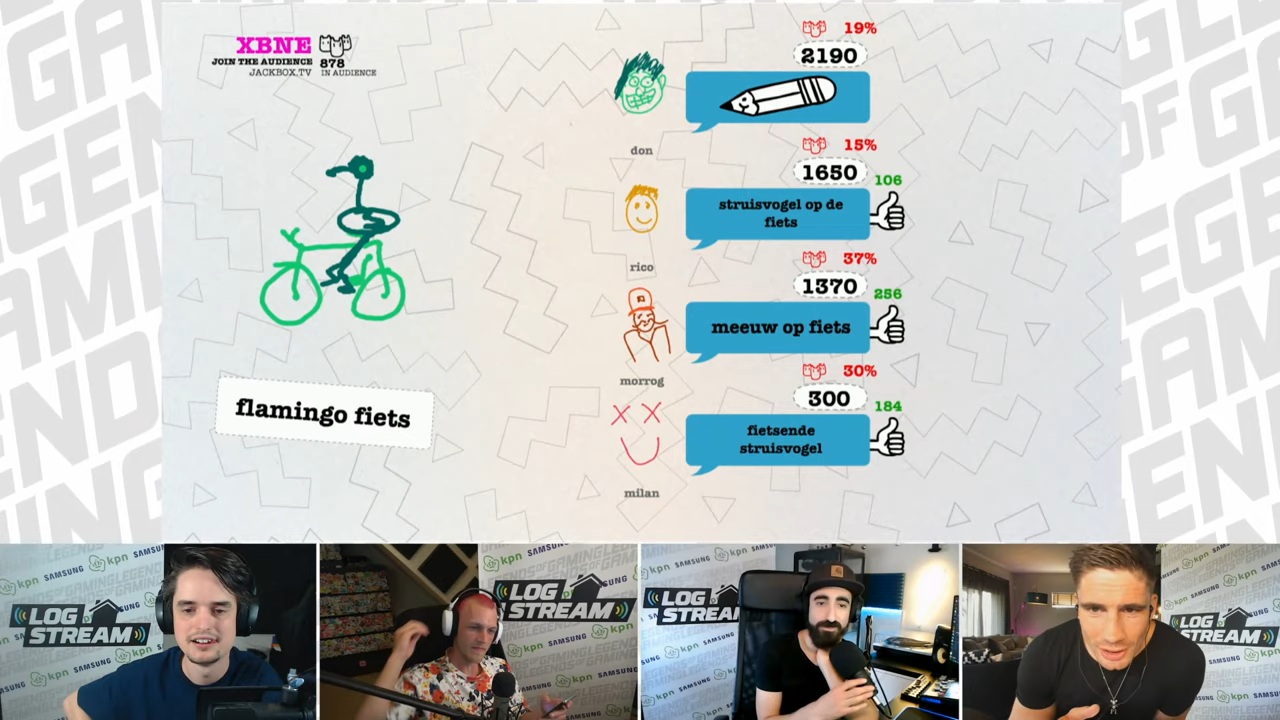 XBNE
JOIN THE AUDIENCE
JACKBOX.TV
878
IN AUDIENCE
flamingo fiets
19%
2190
don
15%
1650
106
struisvogel op de
fiets
rico
37%
1370
256
meeuw op fiets
morrog
30%
300
184
fietsende
struisvogel
milan
LOG
STREAM
kpn
SAMSUNG
LOG
STREAM
kpn
SAMSUNG
LOG
STREAM
kpn
SAMSUNG
LOG
STREAM
kpn
SAMSUNG